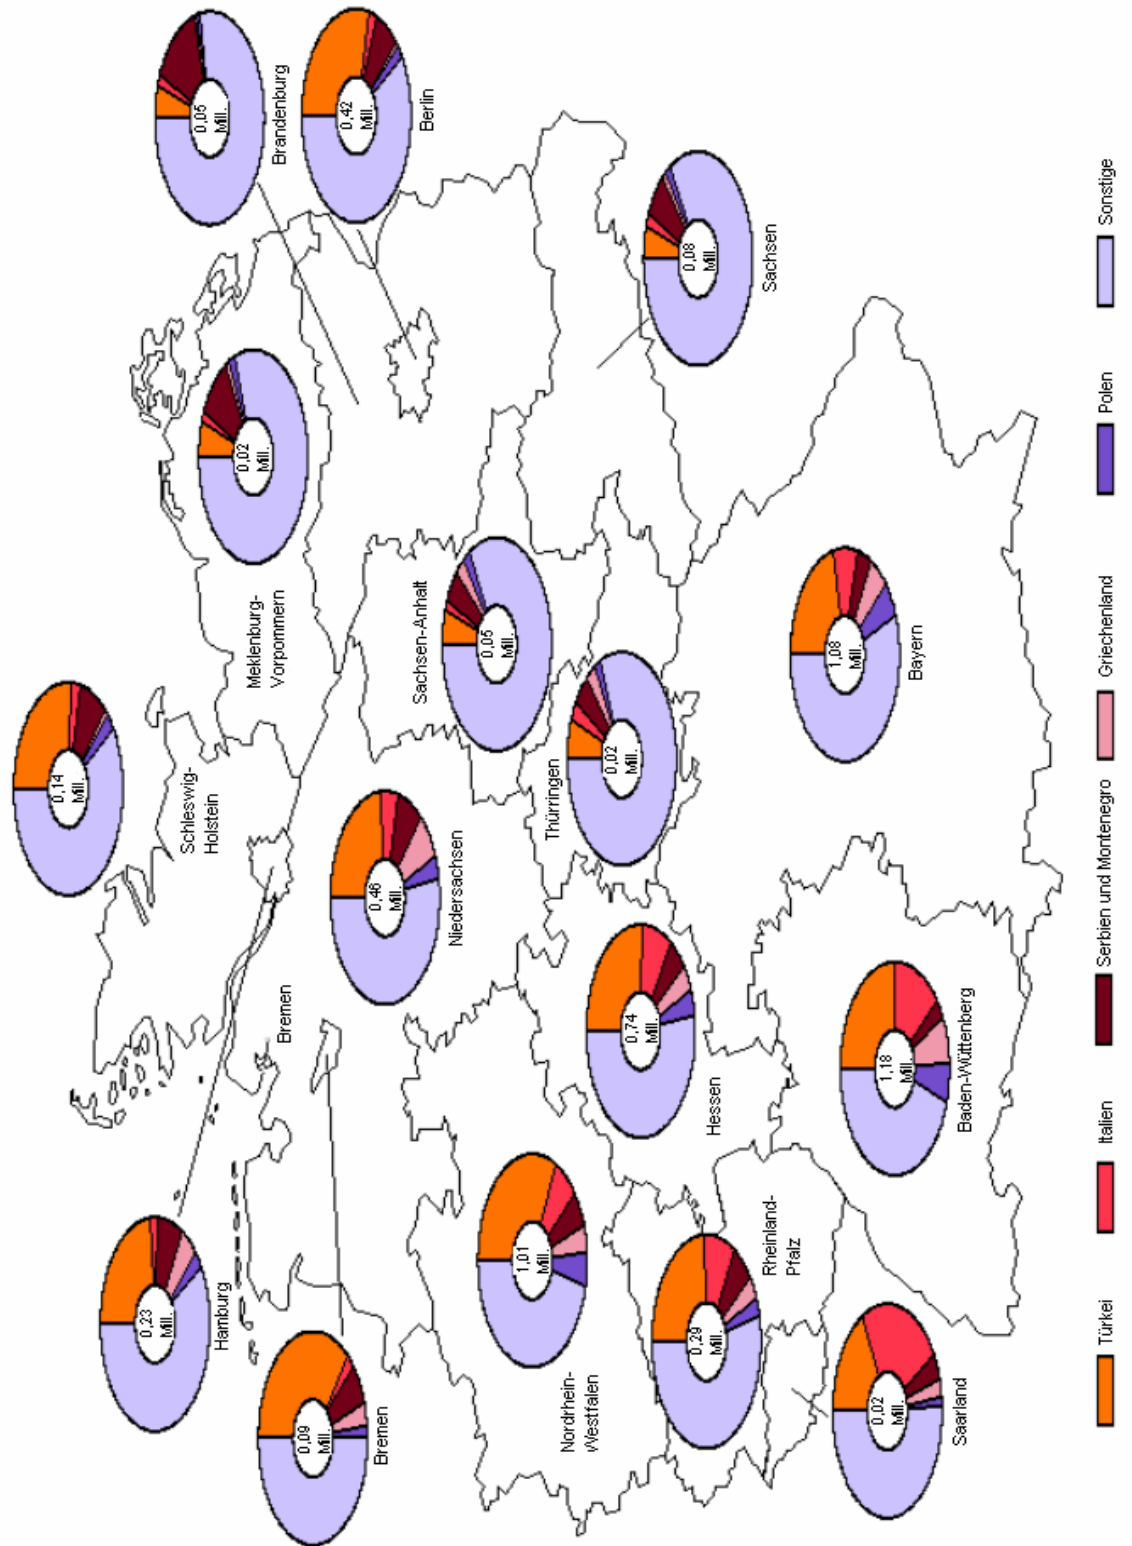 0,05
Mill.
Brandenburg
0,42
Mill.
Berlin
0,02
Mill.
Meklenburg-
Vorpommern
0,08
Mill.
Sachsen
0,14
Mill.
Schleswig-
Holstein
Sachsen-Anhalt
0,05
Mill.
0,46
Mill.
Niedersachsen
Thürringen
0,02
Mill.
1,08
Mill.
Bayern
Bremen
0,23
Mill.
Hamburg
0,09
Mill.
Bremen
0,74
Mill.
Hessen
1,01
Mill.
Nordrhein-
Westfalen
1,18
Mill.
Baden-Wüttenberg
0,29
Mill.
Rheinland-
Pfalz
0,02
Mill.
Saarland
Türkei
Italien
Serbien und Montenegro
Griechenland
Polen
Sonstige